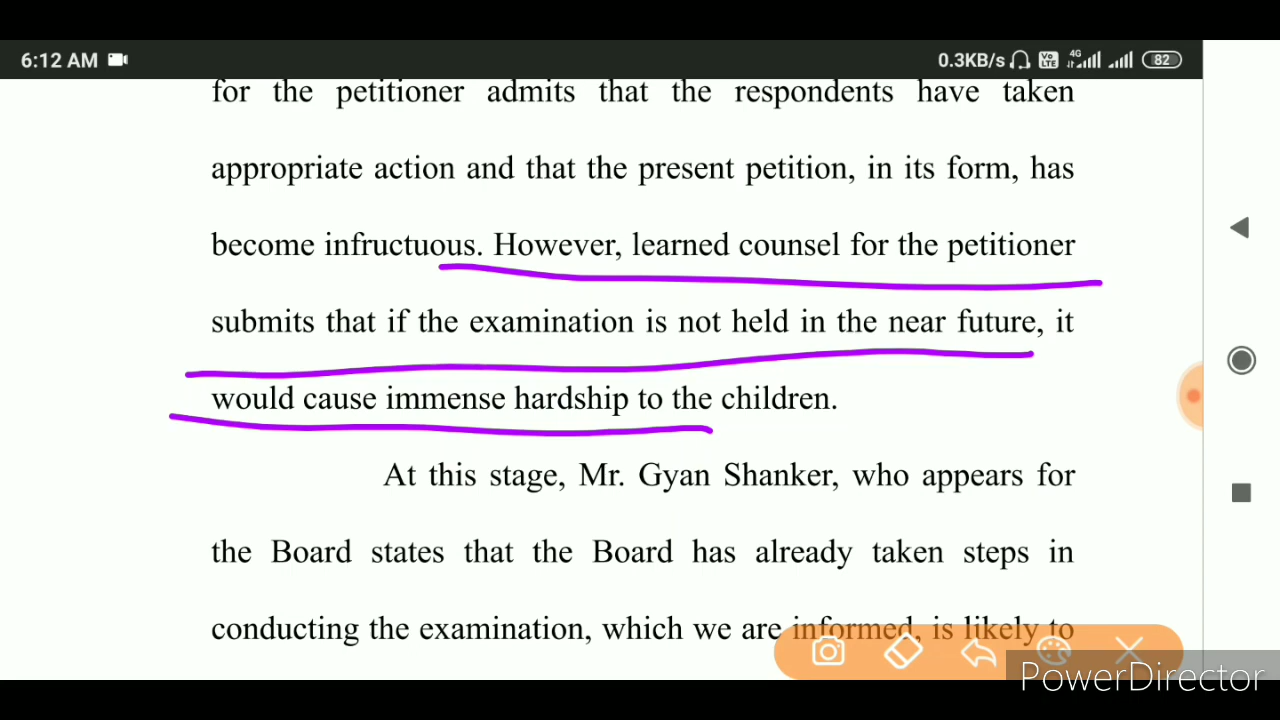 6:12 AM
0.3KB/s Vo LTE 4G 82
for the petitioner admits that the respondents have taken
appropriate action and that the present petition, in its form, has
become infructuous. However, learned counsel for the petitioner
submits that if the examination is not held in the near future, it
would cause immense hardship to the children.
At this stage, Mr. Gyan Shanker, who appears for
the Board states that the Board has already taken steps in
conducting the examination, which we are informed, is likely to
PowerDirector